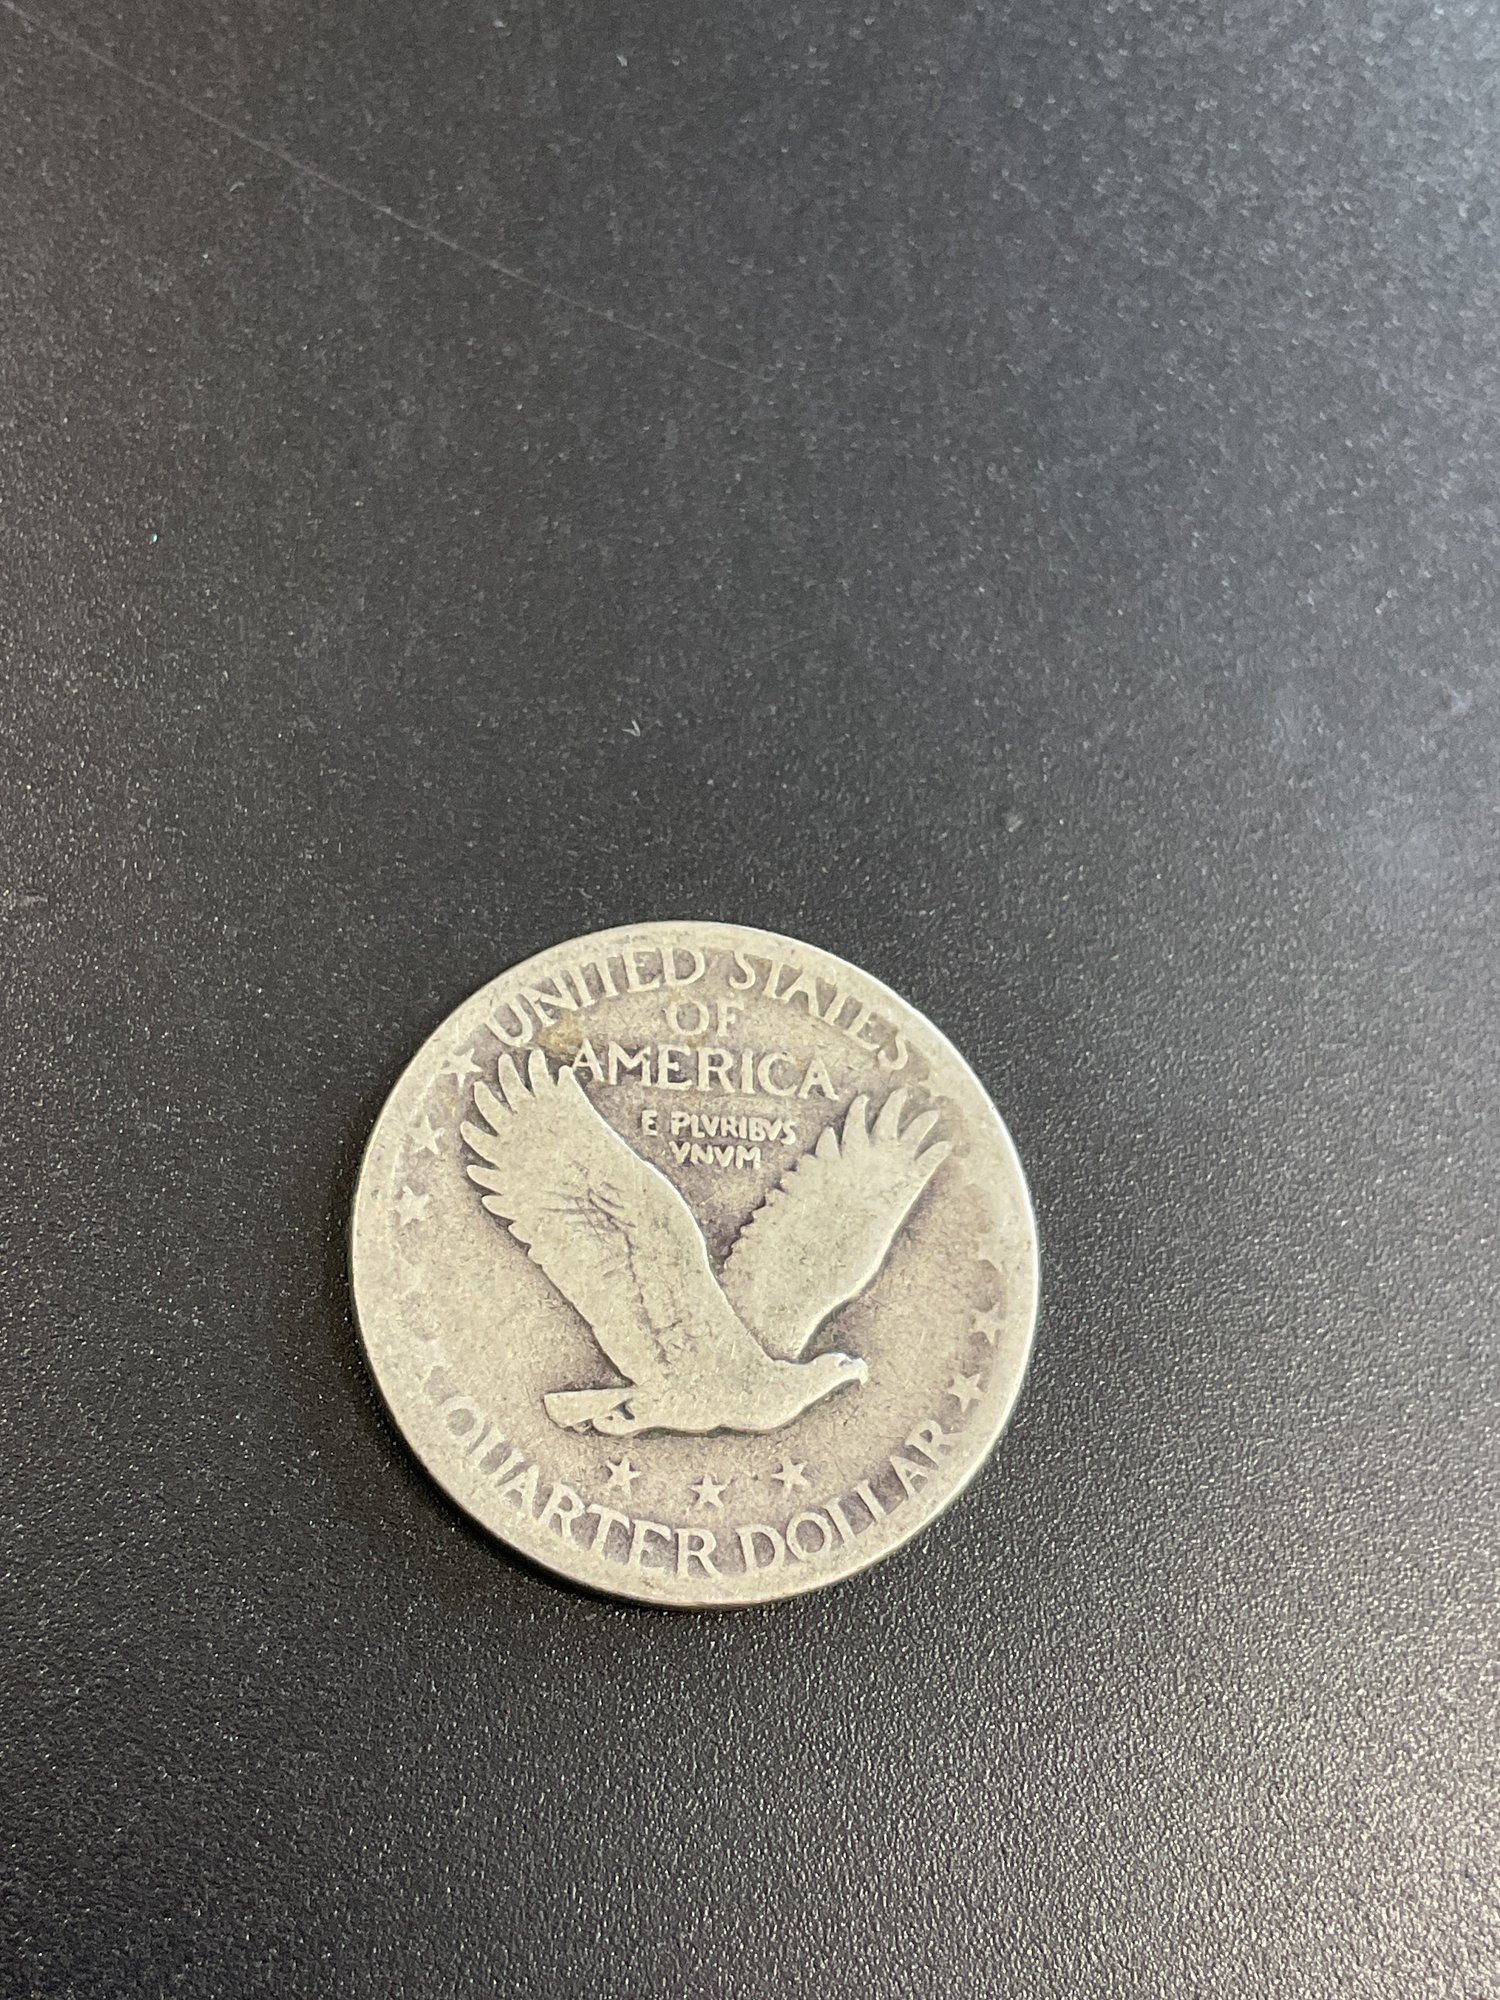 UNITED STATES
OF
AMERICA
E PLVRIBVS
VNVM
QUARTER DOLLAR